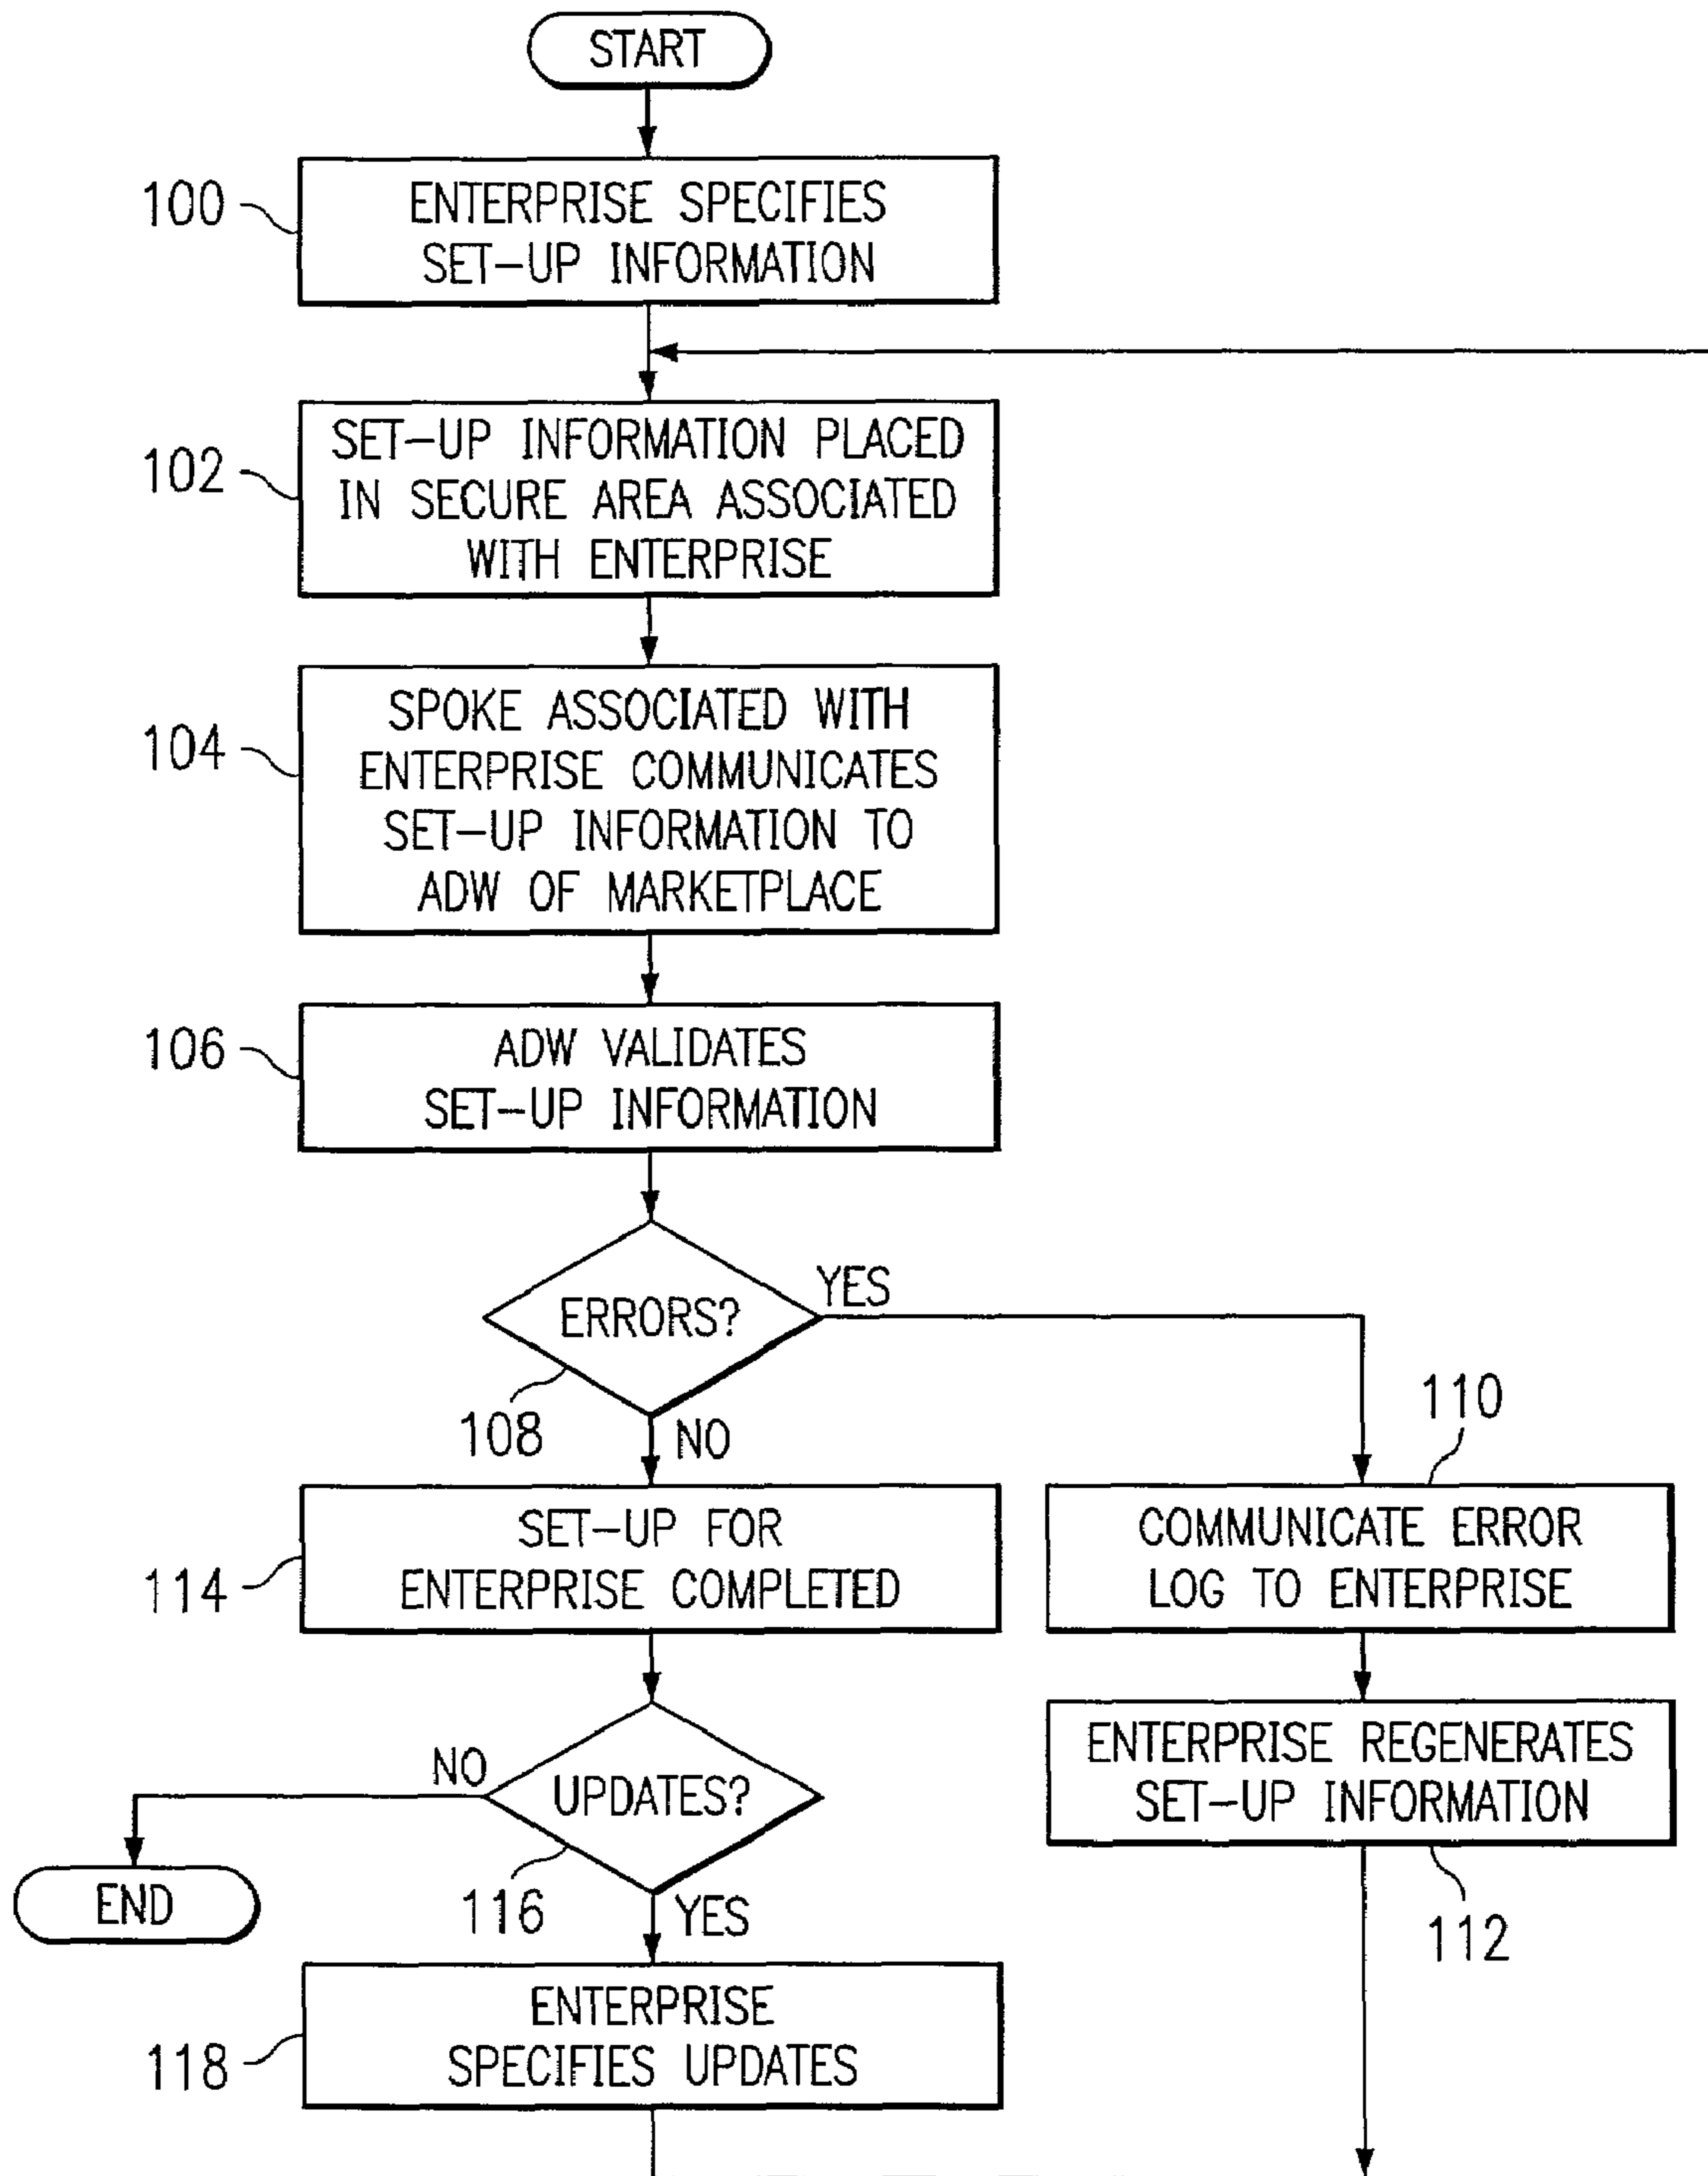 START
100
ENTERPRISE SPECIFIES
SET-UP INFORMATION
102
SET-UP INFORMATION PLACED
IN SECURE AREA ASSOCIATED
WITH ENTERPRISE
104
SPOKE ASSOCIATED WITH
ENTERPRISE COMMUNICATES
SET-UP INFORMATION TO
ADW OF MARKETPLACE
106
ADW VALIDATES
SET-UP INFORMATION
ERRORS?
YES
108
NO
110
114
SET-UP FOR
ENTERPRISE COMPLETED
COMMUNICATE ERROR
LOG TO ENTERPRISE
ENTERPRISE REGENERATES
SET-UP INFORMATION
112
NO
UPDATES?
116
YES
END
118
ENTERPRISE
SPECIFIES UPDATES